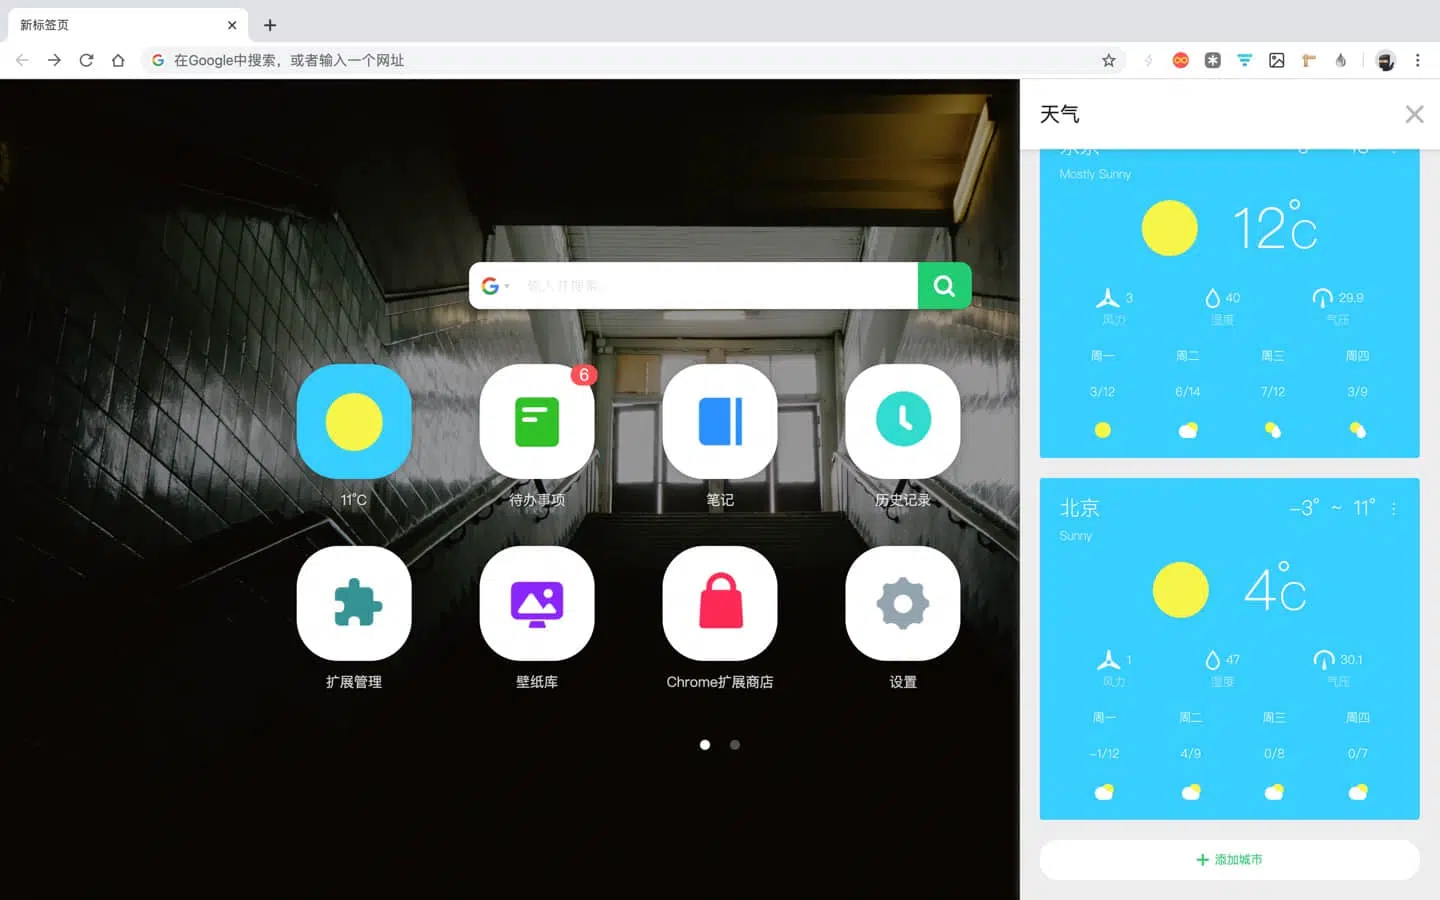 新标签页
在Google中搜索，或者输入一个网址
天气
Mostly Sunny
12°C
3
40
29.9
风力
湿度
气压
周一
周二
周三
周四
3/12
6/14
7/12
3/9
北京
-3° ~ 11°
Sunny
4°C
1
47
30.1
风力
湿度
气压
周一
周二
周三
周四
-1/12
4/9
0/8
0/7
添加城市
输入并搜索...
6
11°C
待办事项
笔记
历史记录
扩展管理
壁纸库
Chrome扩展商店
设置